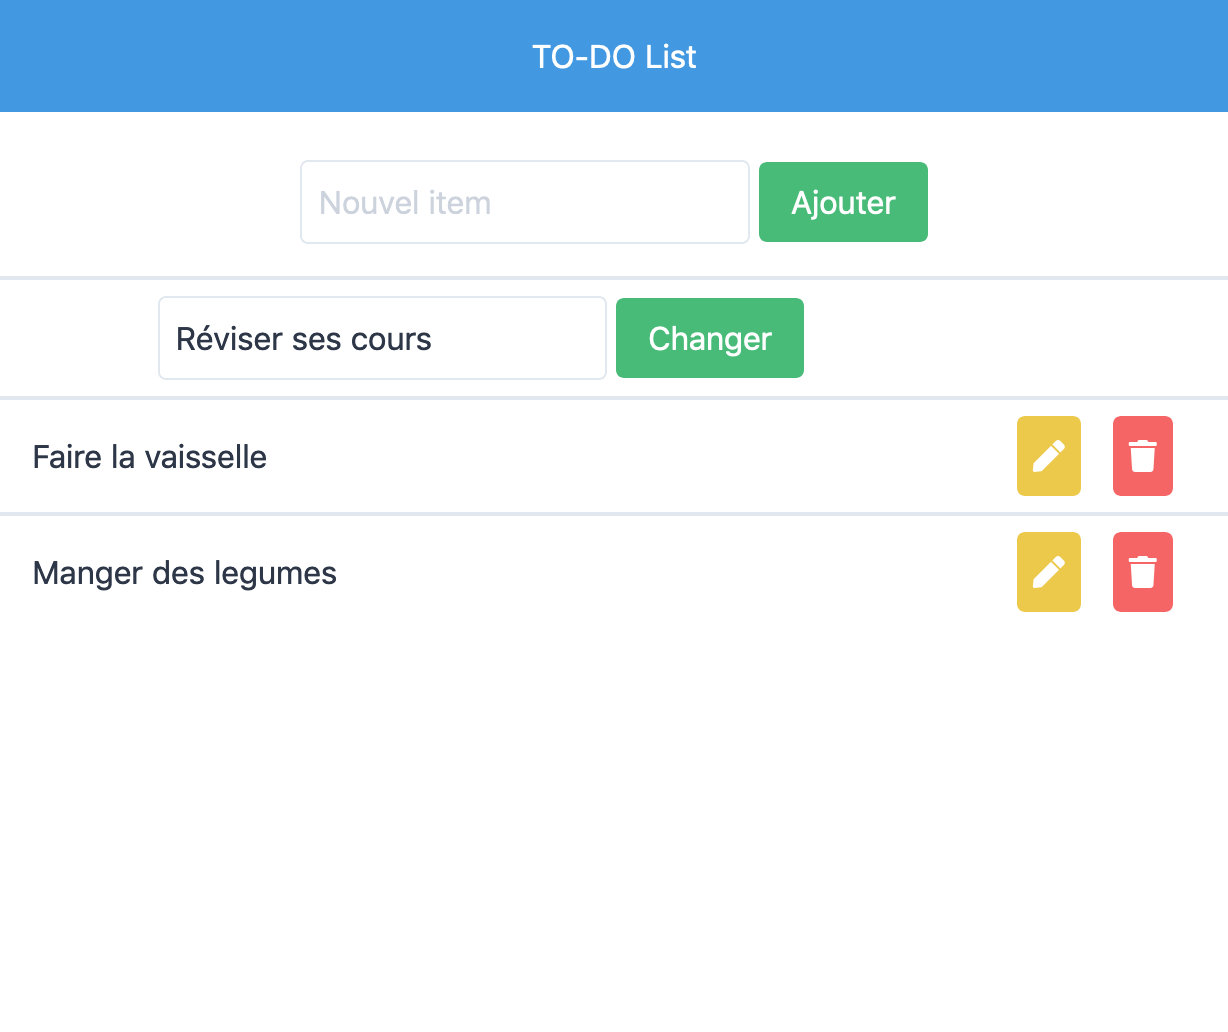 TO-DO List
Nouvel item
Ajouter
Réviser ses cours
Changer
Faire la vaisselle
Manger des legumes